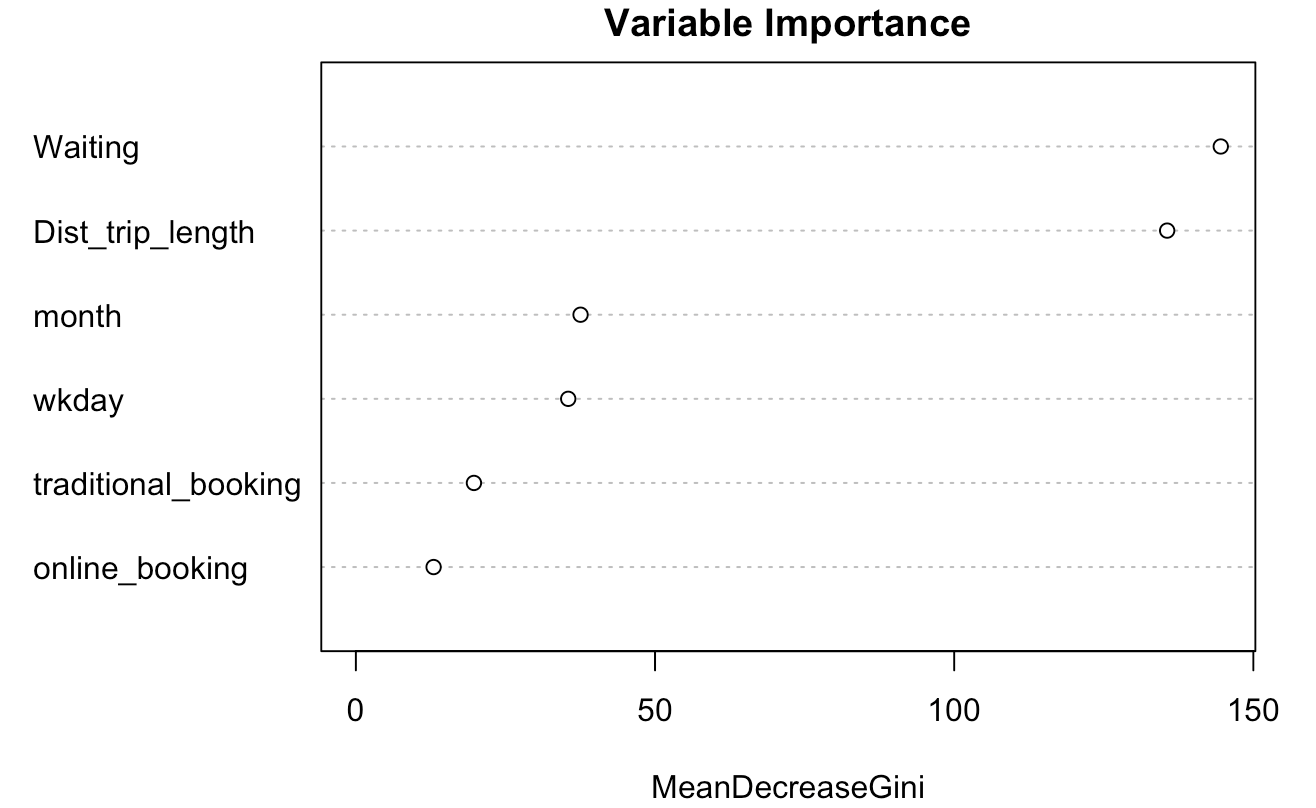 Variable Importance
Waiting
Dist_trip_length
month
wkday
traditional_booking
online_booking
0 50 100 150
MeanDecreaseGini